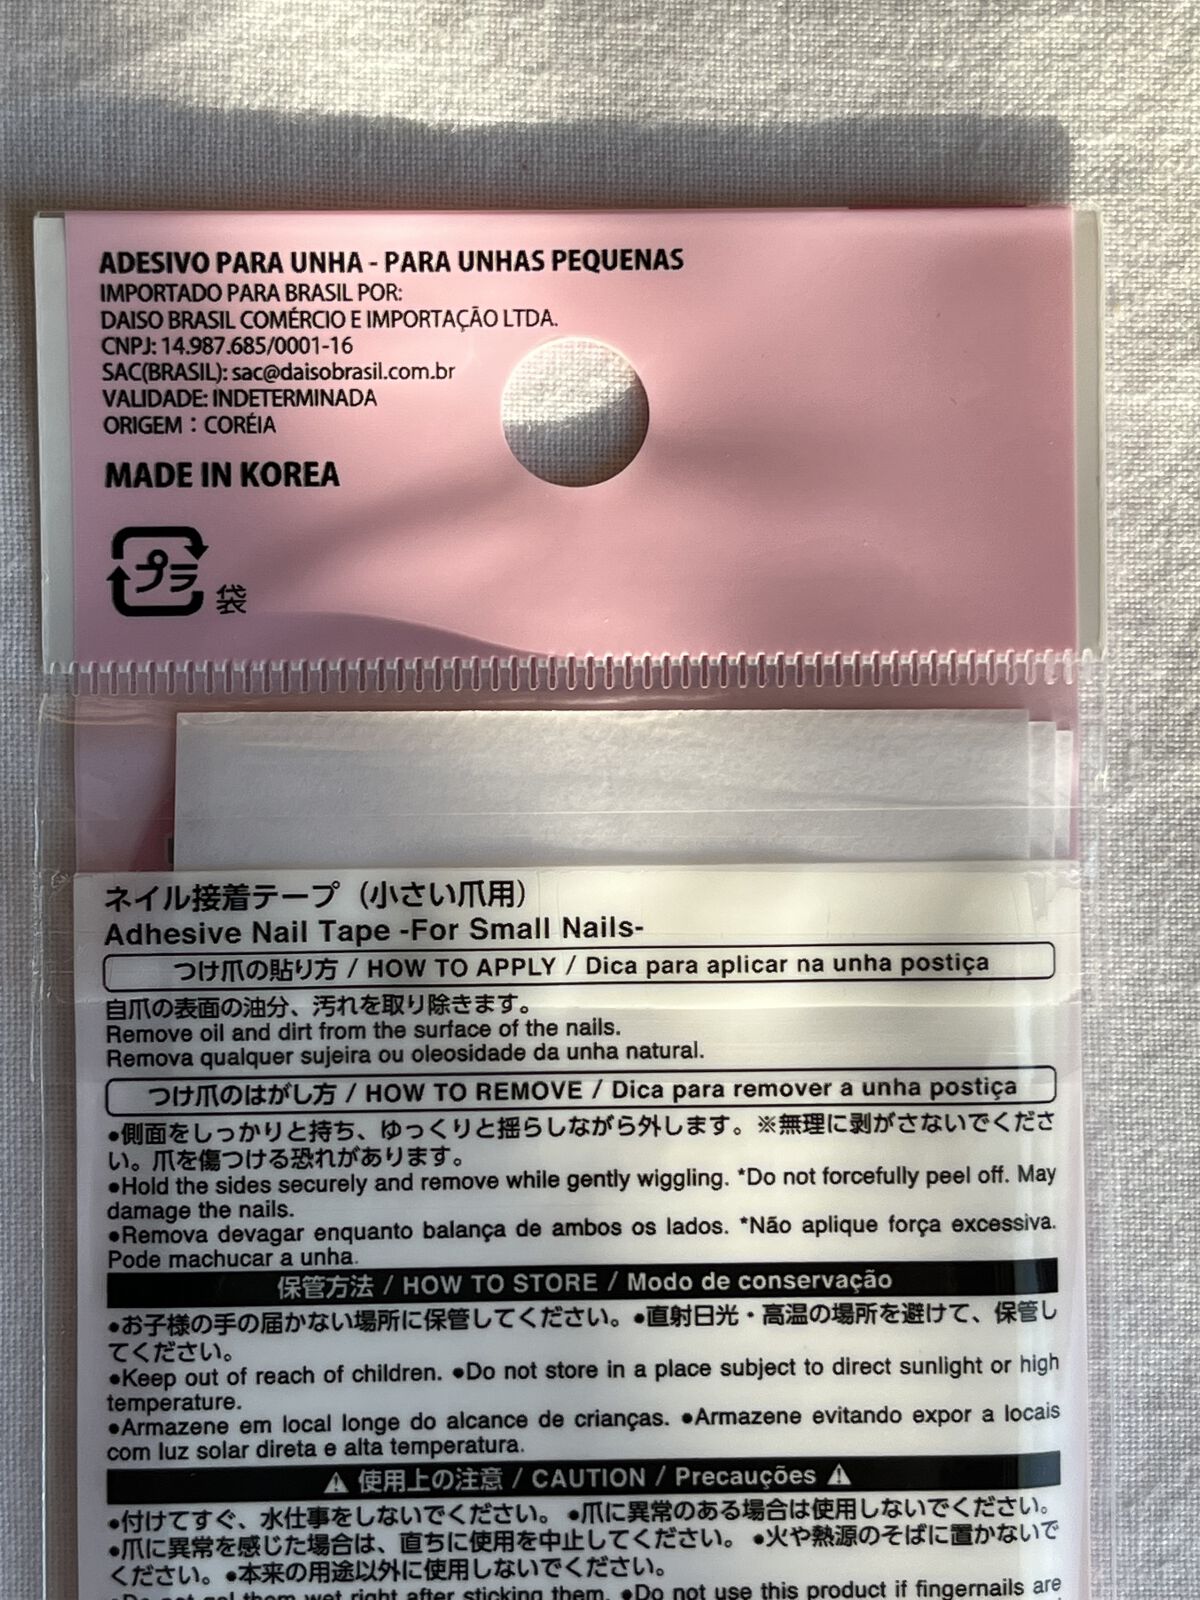 ADESIVO PARA UNHA - PARA UNHAS PEQUENAS
IMPORTADO PARA BRASIL POR:
DAISO BRASIL COMÉRCIO E IMPORTAÇÃO LTDA.
CNPJ: 14.987.685/0001-16
SAC(BRASIL): sac@daisobrasil.com.br
VALIDADE: INDETERMINADA
ORIGEM：CORÉIA
MADE IN KOREA
プラ 袋
ネイル接着テープ（小さい爪用）
Adhesive Nail Tape -For Small Nails-
つけ爪の貼り方 / HOW TO APPLY / Dica para aplicar na unha postiça
自爪の表面の油分、汚れを取り除きます。
Remove oil and dirt from the surface of the nails.
Remova qualquer sujeira ou oleosidade da unha natural.
つけ爪のはがし方 / HOW TO REMOVE / Dica para remover a unha postiça
●側面をしっかりと持ち、ゆっくりと揺らしながら外します。※無理に剥がさないでくださ
い。爪を傷つける恐れがあります。
●Hold the sides securely and remove while gently wiggling. *Do not forcefully peel off. May
damage the nails.
●Remova devagar enquanto balança de ambos os lados. *Não aplique força excessiva.
Pode machucar a unha.
保管方法 / HOW TO STORE / Modo de conservação
●お子様の手の届かない場所に保管してください。●直射日光・高温の場所を避けて、保管し
てください。
●Keep out of reach of children. ●Do not store in a place subject to direct sunlight or high
temperature.
●Armazene em local longe do alcance de crianças. ●Armazene evitando expor a locais
com luz solar direta e alta temperatura.
⚠ 使用上の注意 / CAUTION / Precauções ⚠
●付けてすぐ、水仕事をしないでください。●爪に異常のある場合は使用しないでください。
●爪に異常を感じた場合は、直ちに使用を中止してください。●火や熱源のそばに置かないで
ください。●本来の用途以外に使用しないでください。
●Do not get them wet right after sticking them. ●Do not use this product if fingernails are